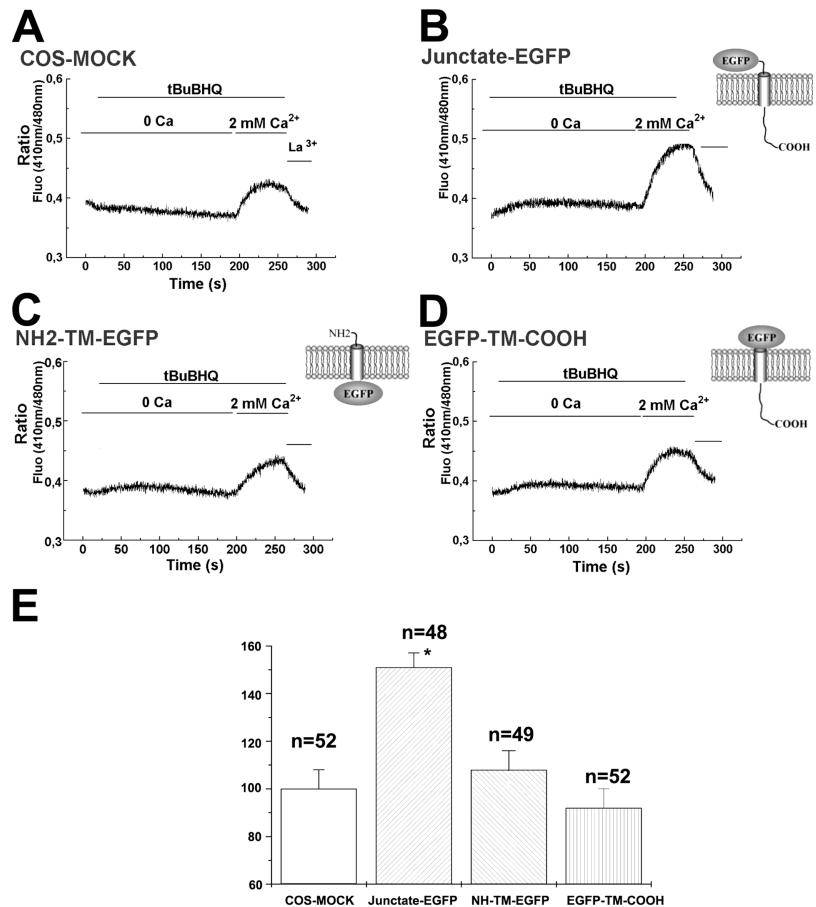 A
COS-MOCK
0,6
tBuBHQ
0 Ca
2 mM Ca2+
La 3+
0,5
0,4
0,3
Ratio
Fluo (410nm/480nm)
0 50 100 150 200 250 300
Time (s)
B
Junctate-EGFP
EGFP
COOH
0,6
tBuBHQ
0 Ca
2 mM Ca2+
0,5
0,4
0,3
Ratio
Fluo (410nm/480nm)
0 50 100 150 200 250 300
Time (s)
C
NH2-TM-EGFP
NH2
EGFP
0,6
tBuBHQ
0 Ca
2 mM Ca2+
0,5
0,4
0,3
Ratio
Fluo (410nm/480nm)
0 50 100 150 200 250 300
Time (s)
D
EGFP-TM-COOH
EGFP
COOH
0,6
tBuBHQ
0 Ca
2 mM Ca2+
0,5
0,4
0,3
Ratio
Fluo (410nm/480nm)
0 50 100 150 200 250 300
Time (s)
E
160
140
120
100
80
60
n=52
n=48
*
n=49
n=52
COS-MOCK Junctate-EGFP NH-TM-EGFP EGFP-TM-COOH